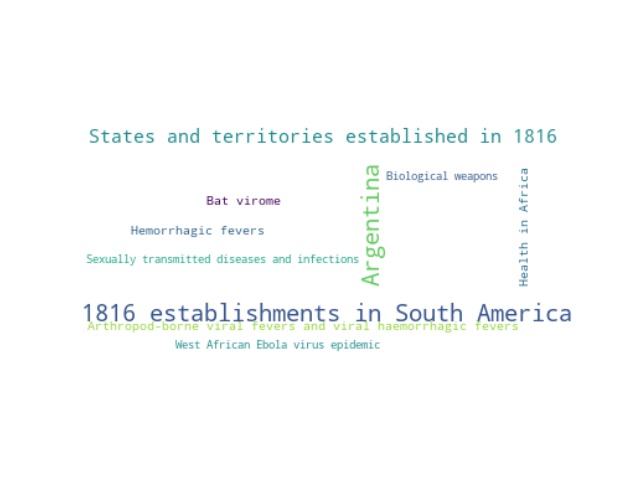 States and territories established in 1816
Argentina
Biological weapons
Health in Africa
Bat virome
Hemorrhagic fevers
Sexually transmitted diseases and infections
1816 establishments in South America
Arthropod-borne viral fevers and viral haemorrhagic fevers
West African Ebola virus epidemic